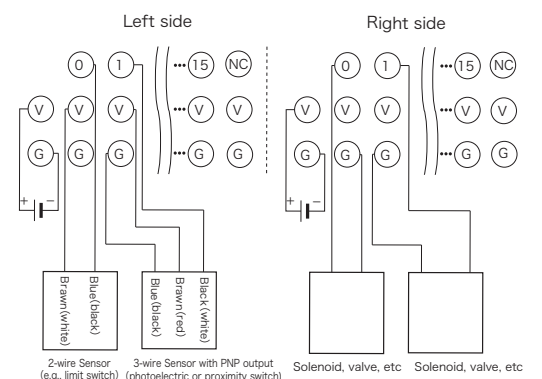 Left side
Right side
0 1 ••• 15 NC
V V V ••• V V
G G G ••• G G
+ −
0 1 ••• 15 NC
V V V ••• V V
G G G ••• G G
+ −
Brawn(white)
Blue(black)
Blue(black)
Brawn(red)
Black(white)
2-wire Sensor
(e.g., limit switch)
3-wire Sensor with PNP output
(photoelectric or proximity switch)
Solenoid, valve, etc
Solenoid, valve, etc